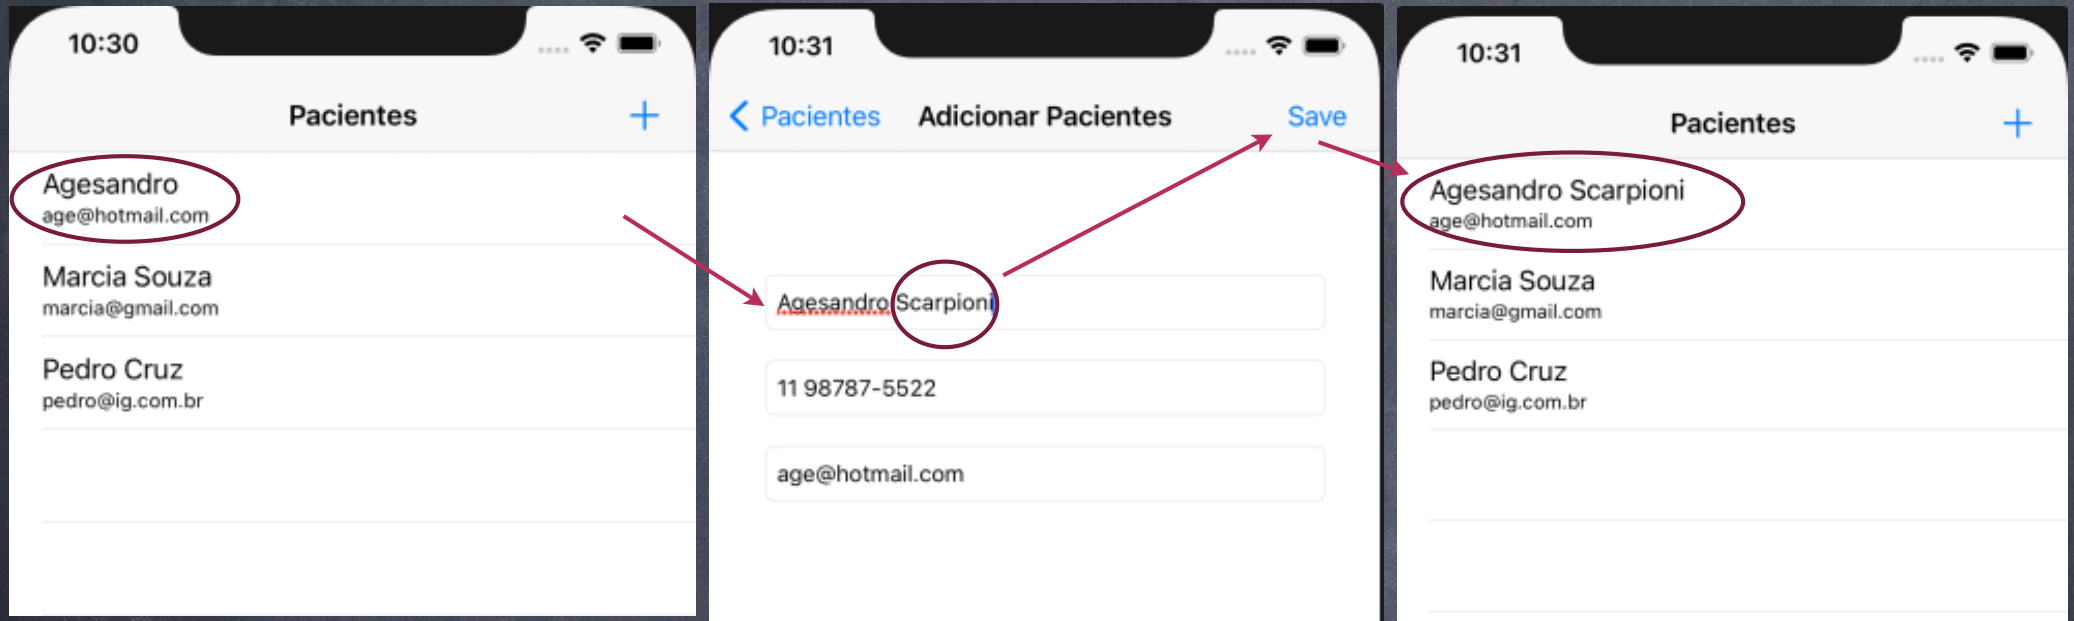 10:30
Pacientes
+
Agesandro
age@hotmail.com
Marcia Souza
marcia@gmail.com
Pedro Cruz
pedro@ig.com.br
10:31
Pacientes
Adicionar Pacientes
Save
Agesandro Scarpioni
11 98787-5522
age@hotmail.com
10:31
Pacientes
+
Agesandro Scarpioni
age@hotmail.com
Marcia Souza
marcia@gmail.com
Pedro Cruz
pedro@ig.com.br